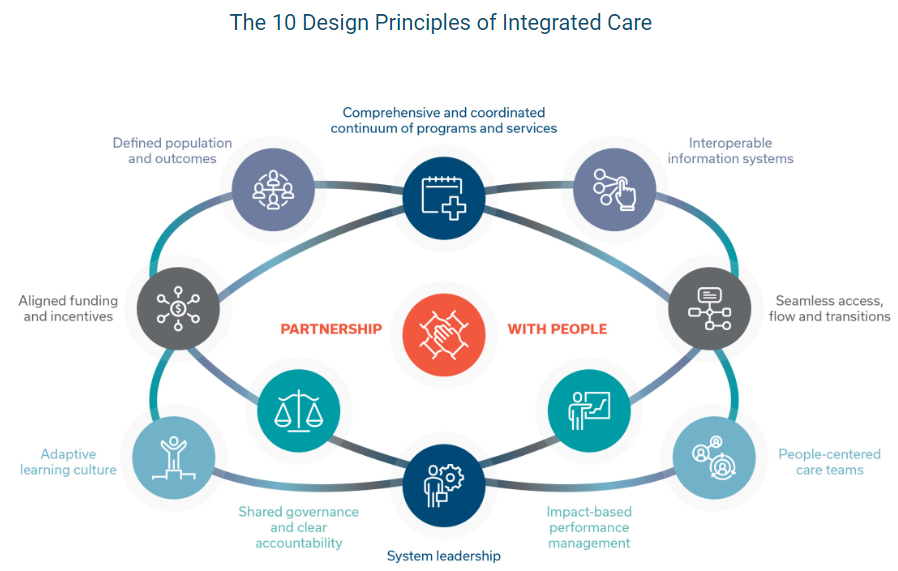 The 10 Design Principles of Integrated Care
Comprehensive and coordinated
continuum of programs and services
Defined population
and outcomes
Interoperable
information systems
Aligned funding
and incentives
Seamless access,
flow and transitions
PARTNERSHIP
WITH PEOPLE
$
Adaptive
learning culture
People-centered
care teams
Shared governance
and clear
accountability
Impact-based
performance
management
System leadership